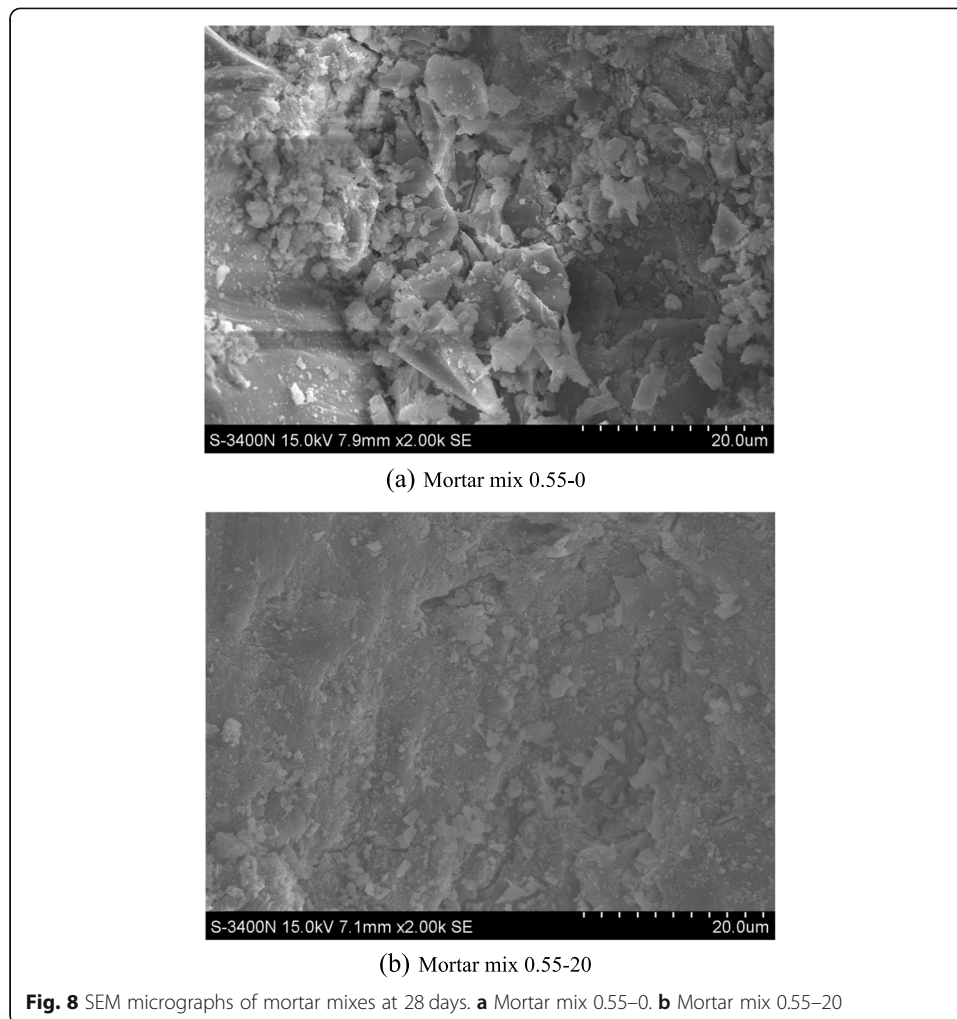 S-3400N 15.0kV 7.9mm x2.00k SE 20.0um
(a) Mortar mix 0.55-0
S-3400N 15.0kV 7.1mm x2.00k SE 20.0um
(b) Mortar mix 0.55-20
Fig. 8 SEM micrographs of mortar mixes at 28 days. a Mortar mix 0.55–0. b Mortar mix 0.55–20